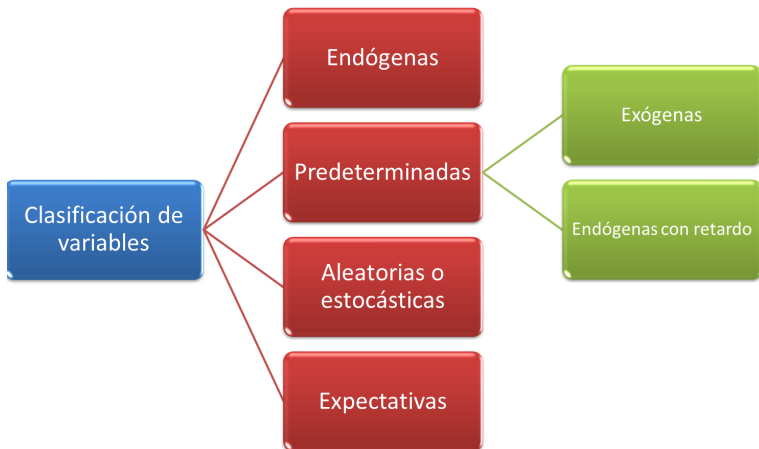 Clasificación de
variables
Endógenas
Predeterminadas
Aleatorias o
estocásticas
Expectativas
Exógenas
Endógenas con retardo